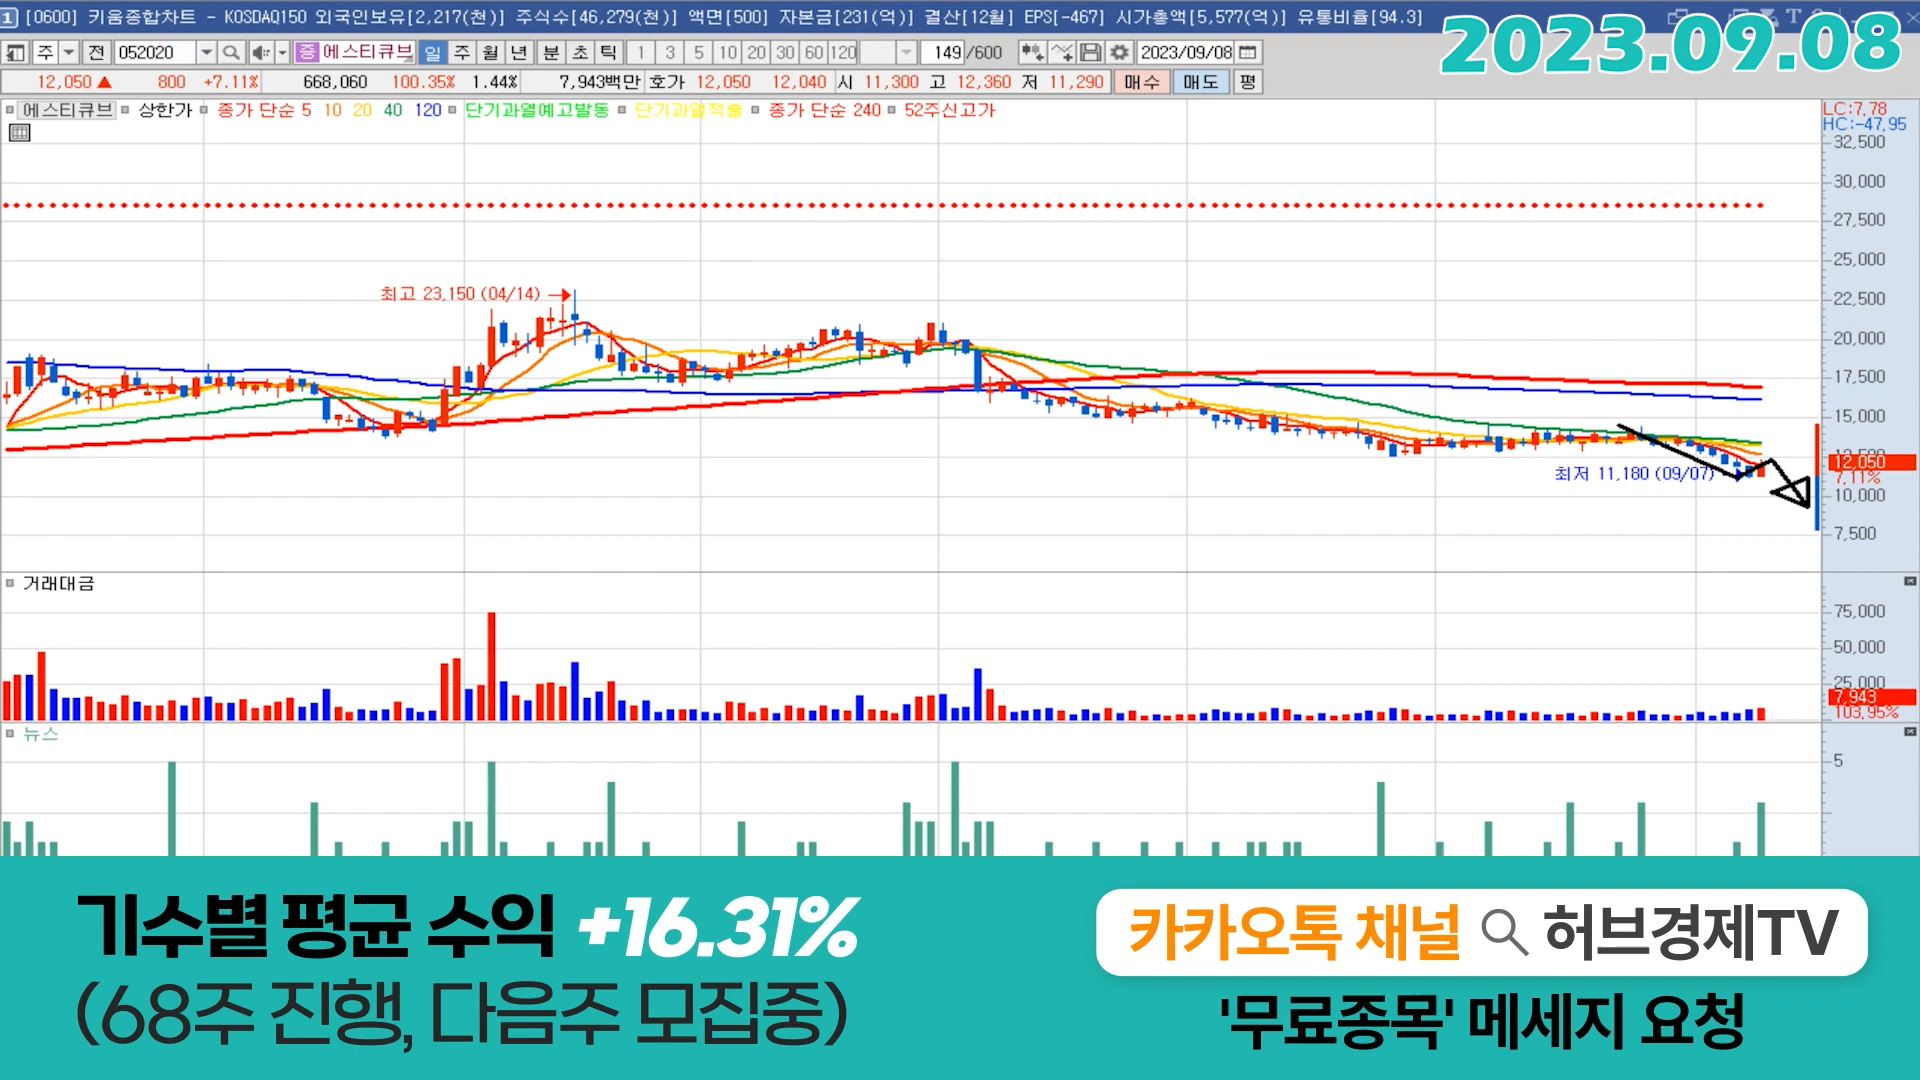 1 [0600] 키움종합차트 - KOSDAQ150 외국인보유[2,217(천)] 주식수[46,279(천)] 액면[500] 자본금[231(억)] 결산[12월] EPS[-467] 시가총액[5,577(억)] 유통비율[94.3]
2023.09.08
주 전 052020 증 에스티큐브 일 주 월 년 분 초 틱 1 3 5 10 20 30 60 120 149 /600 2023/09/08
12,050 ▲ 800 +7.11% 668,060 100.35% 1.44% 7,943백만 호가 12,050 12,040 시 11,300 고 12,360 저 11,290 매수 매도 평
에스티큐브 상한가 종가 단순 5 10 20 40 120 단기과열예고발동 단기과열적출 종가 단순 240 52주신고가
LC:7.78
HC:-47.95
32,500
30,000
27,500
25,000
최고 23,150 (04/14)
22,500
20,000
17,500
15,000
12,050
최저 11,180 (09/07)
7.11%
10,000
7,500
거래대금
75,000
50,000
25,000
7,943
103.95%
뉴스
5
기수별 평균 수익 +16.31%
(68주 진행, 다음주 모집중)
카카오톡 채널 허브경제TV
'무료종목' 메세지 요청